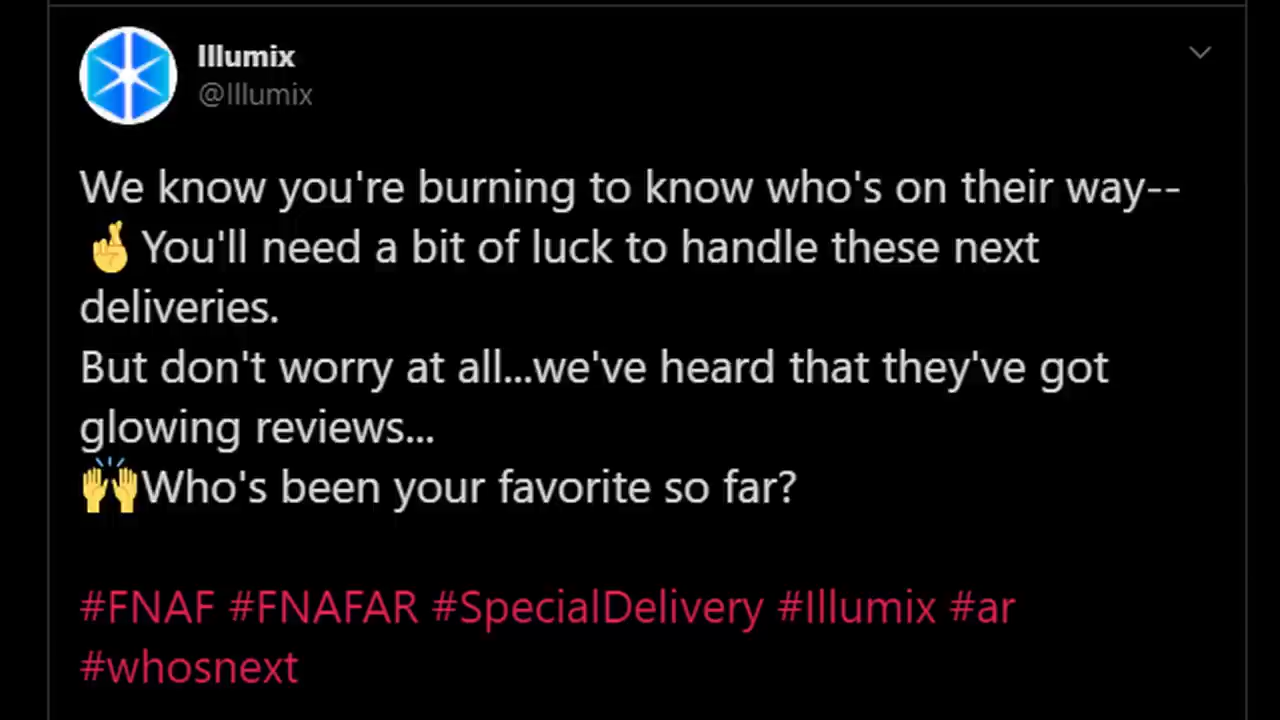 Illumix
@Illumix
We know you're burning to know who's on their way--
🤞You'll need a bit of luck to handle these next
deliveries.
But don't worry at all...we've heard that they've got
glowing reviews...
🙌Who's been your favorite so far?
#FNAF #FNAFAR #SpecialDelivery #Illumix #ar
#whosnext